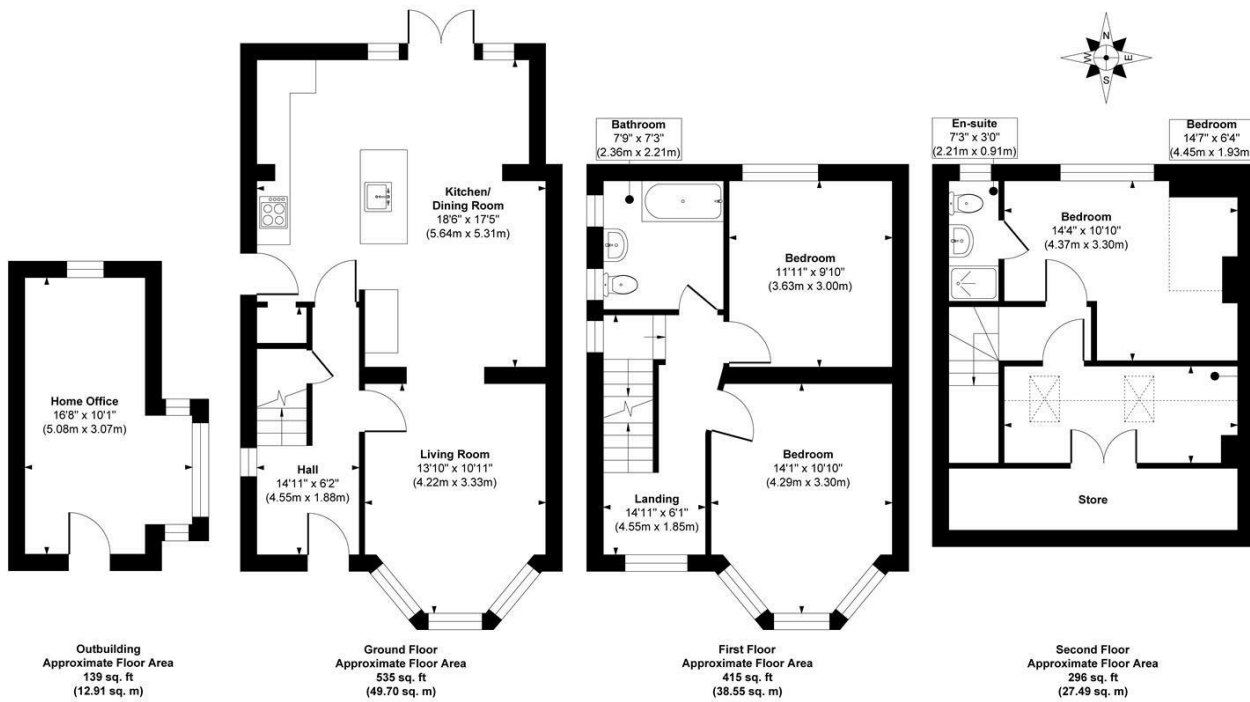 N
W
E
S
Bathroom
7'9" x 7'3"
(2.36m x 2.21m)
En-suite
7'3" x 3'0"
(2.21m x 0.91m)
Bedroom
14'7" x 6'4"
(4.45m x 1.93m)
Kitchen/
Dining Room
18'6" x 17'5"
(5.64m x 5.31m)
Bedroom
11'11" x 9'10"
(3.63m x 3.00m)
Bedroom
14'4" x 10'10"
(4.37m x 3.30m)
Home Office
16'8" x 10'1"
(5.08m x 3.07m)
Hall
14'11" x 6'2"
(4.55m x 1.88m)
Living Room
13'10" x 10'11"
(4.22m x 3.33m)
Landing
14'11" x 6'1"
(4.55m x 1.85m)
Bedroom
14'1" x 10'10"
(4.29m x 3.30m)
Store
Outbuilding
Approximate Floor Area
139 sq. ft
(12.91 sq. m)
Ground Floor
Approximate Floor Area
535 sq. ft
(49.70 sq. m)
First Floor
Approximate Floor Area
415 sq. ft
(38.55 sq. m)
Second Floor
Approximate Floor Area
296 sq. ft
(27.49 sq. m)